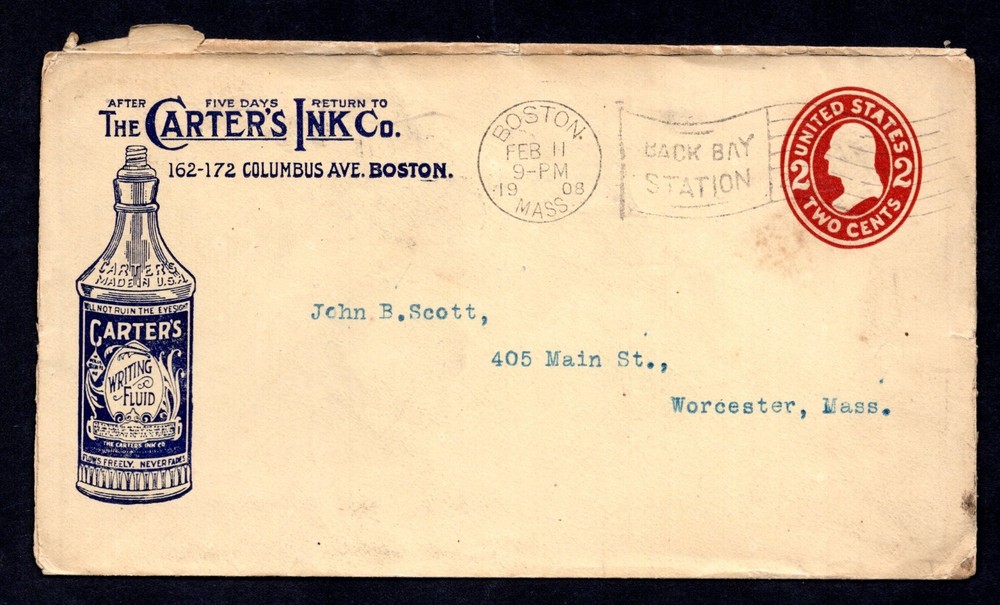 AFTER FIVE DAYS RETURN TO
THE CARTER'S INK CO.
162-172 COLUMBUS AVE. BOSTON.
BOSTON.
FEB 11
9-PM
19 08
MASS.
BACK BAY
STATION
UNITED STATES
2 2
TWO CENTS
CARTER'S
MADE IN U.S.A.
WILL NOT RUIN THE EYESIGHT
CARTER'S
WRITING
FLUID
THE CARTER'S INK CO
FLOWS FREELY, NEVER FADES
John B.Scott,
405 Main St.,
Worcester, Mass.